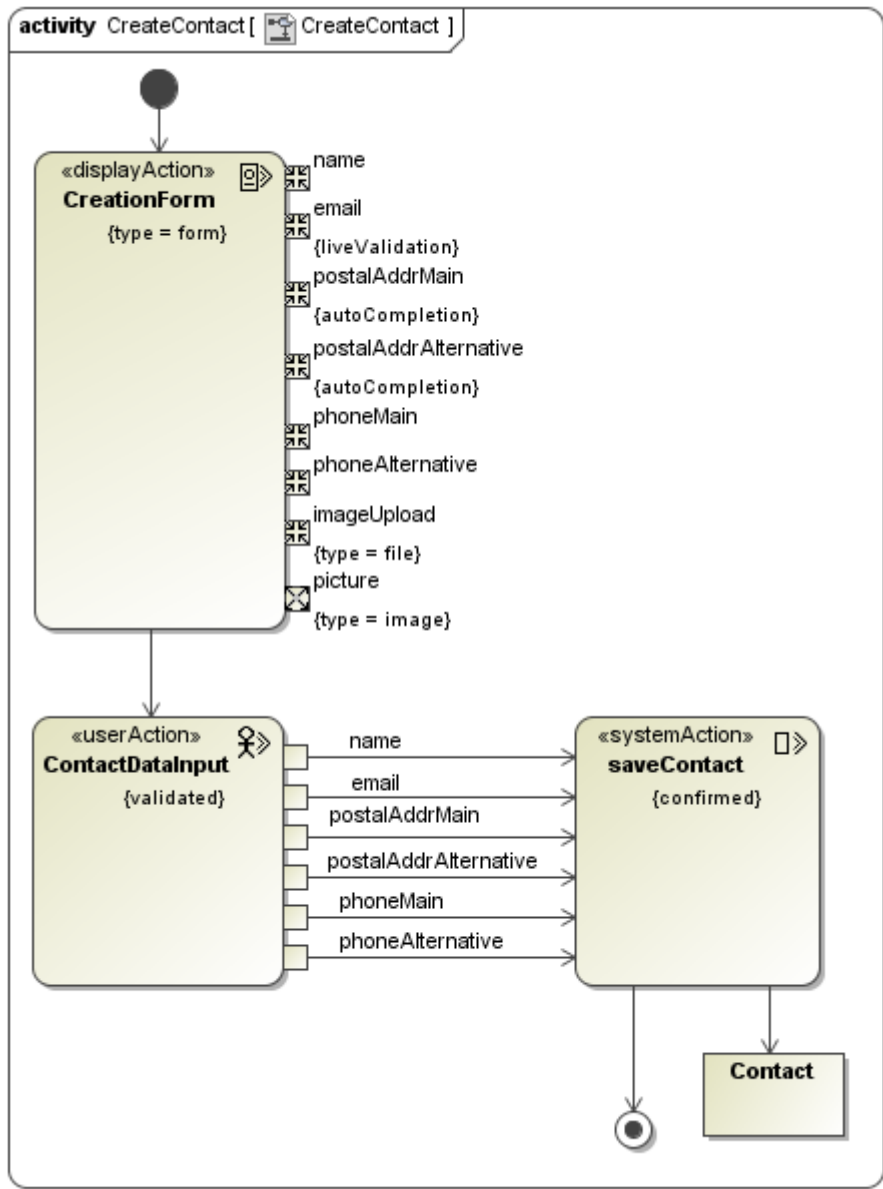 activity CreateContact [ CreateContact ]
«displayAction»
CreationForm
{type = form}
name
email
{liveValidation}
postalAddrMain
{autoCompletion}
postalAddrAlternative
{autoCompletion}
phoneMain
phoneAlternative
imageUpload
{type = file}
picture
{type = image}
«userAction»
ContactDataInput
{validated}
name
email
postalAddrMain
postalAddrAlternative
phoneMain
phoneAlternative
«systemAction»
saveContact
{confirmed}
Contact